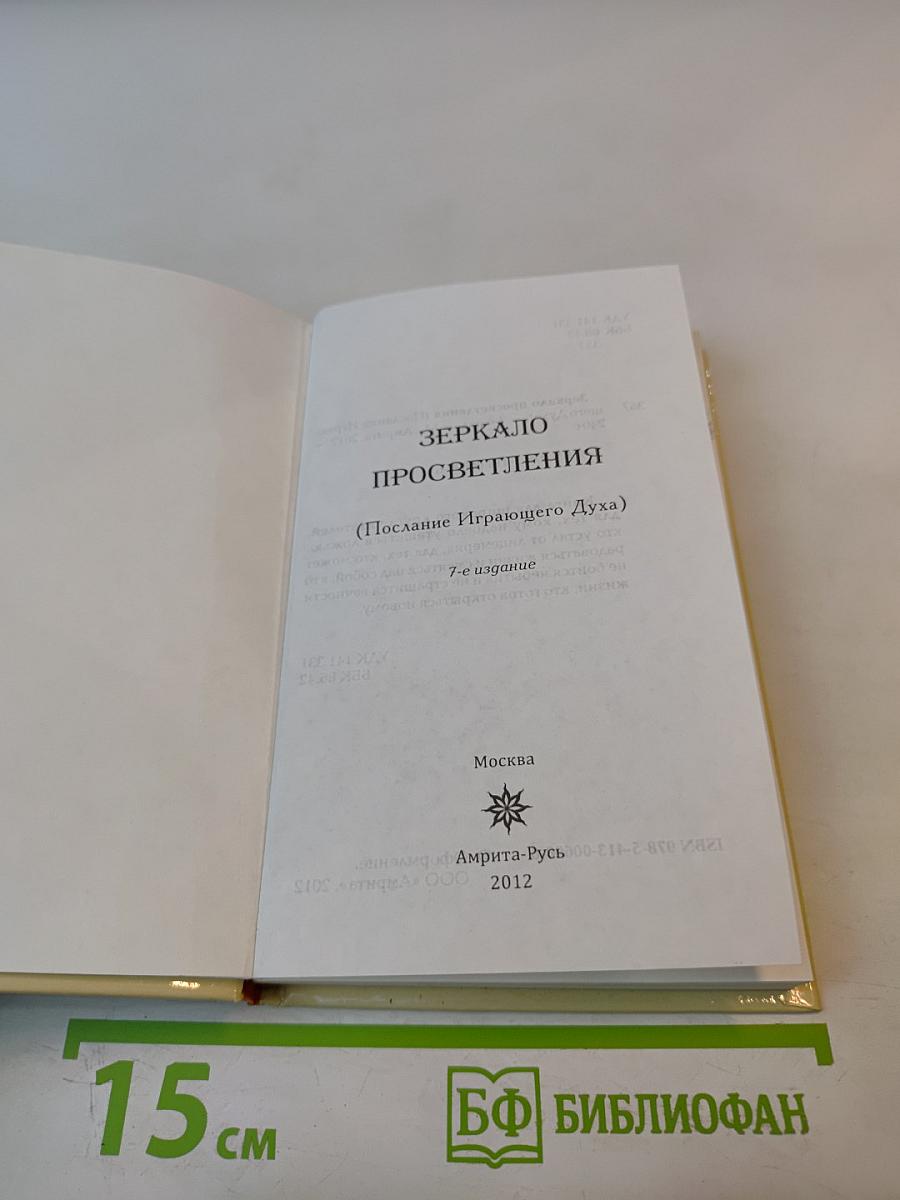 ЗЕРКАЛО
ПРОСВЕТЛЕНИЯ
(Послание Играющего Духа)
7-е издание
Москва
Амрита-Русь
2012
15 см
БФ БИБЛИОФАН